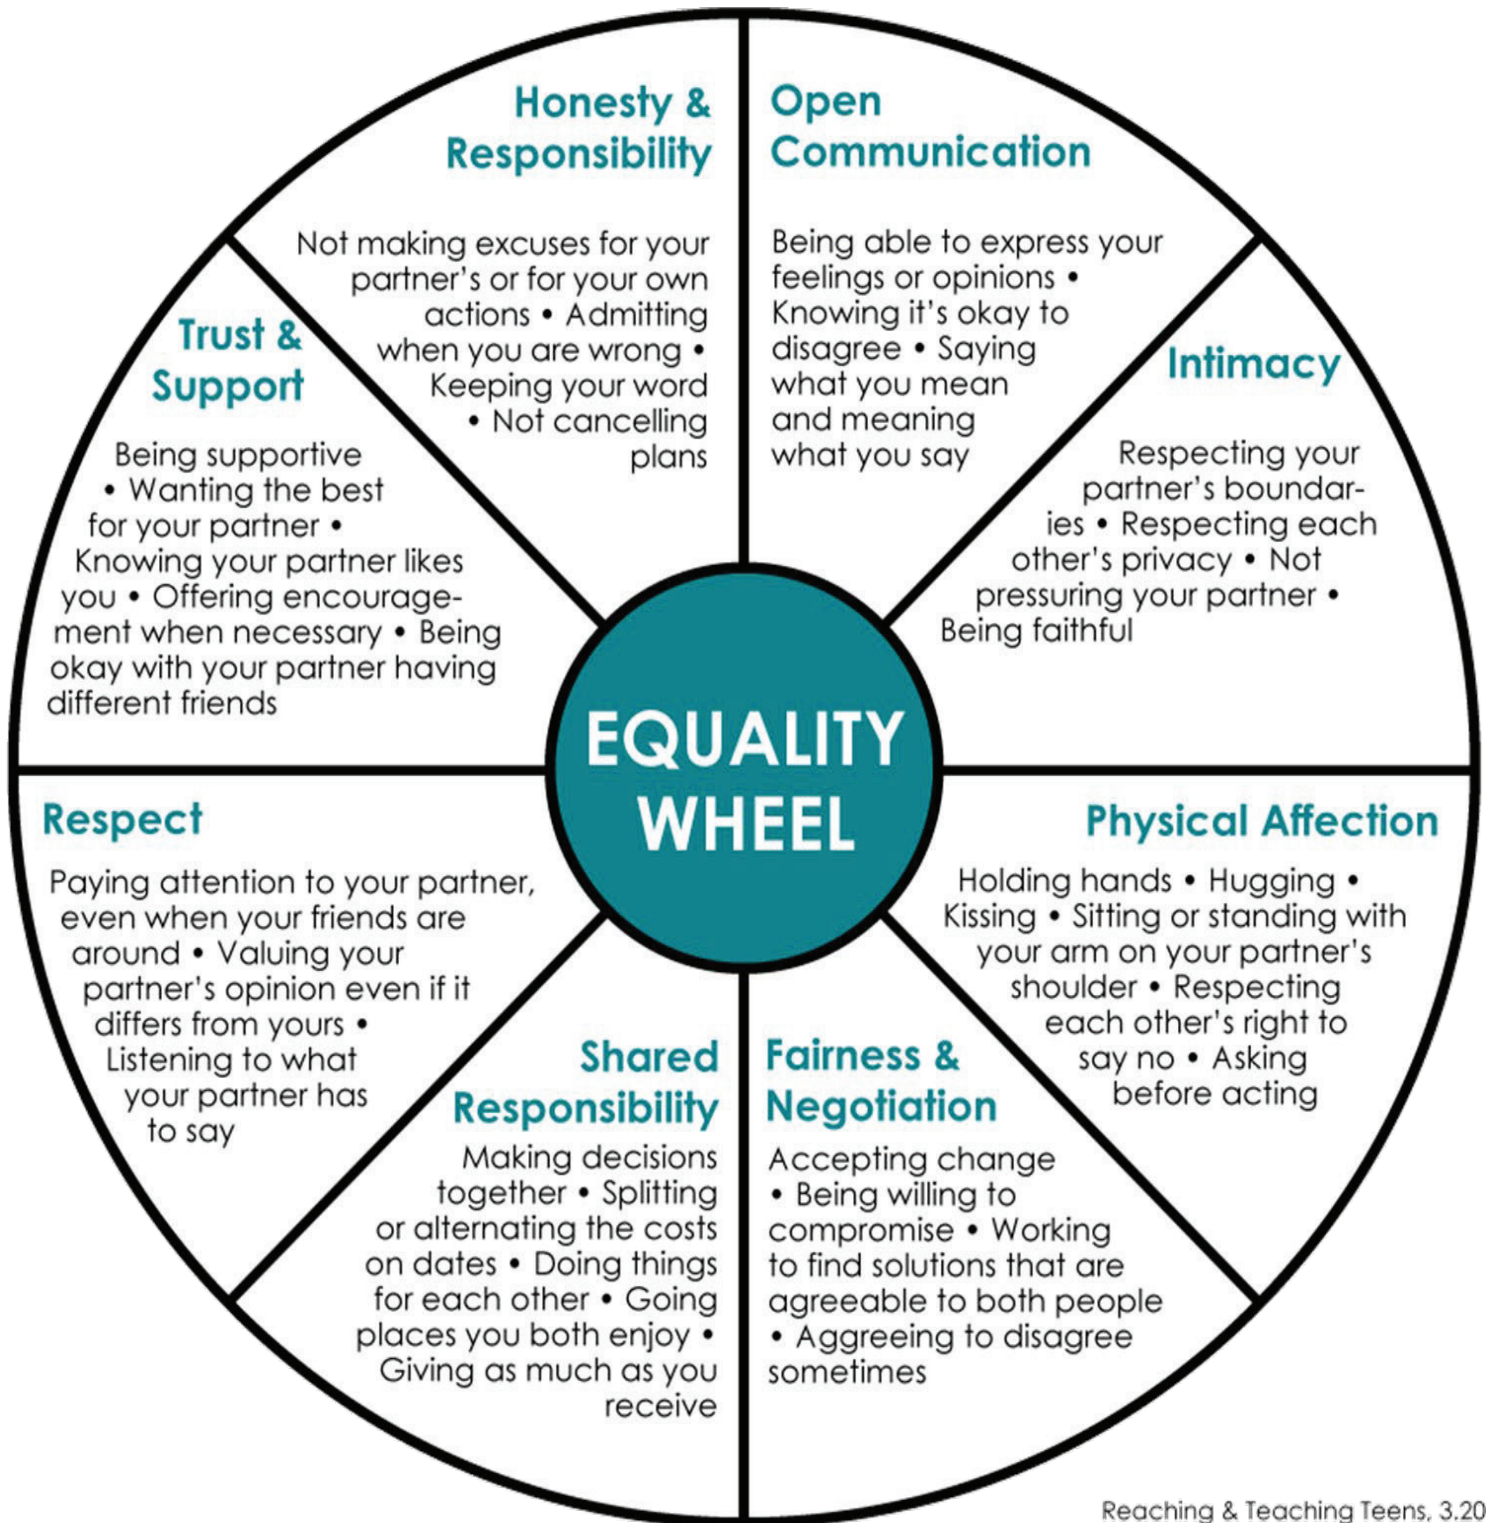 Honesty &
Responsibility
Not making excuses for your
partner's or for your own
actions • Admitting
when you are wrong •
Keeping your word
• Not cancelling
plans
Open
Communication
Being able to express your
feelings or opinions •
Knowing it's okay to
disagree • Saying
what you mean
and meaning
what you say
Intimacy
Respecting your
partner's boundar-
ies • Respecting each
other's privacy • Not
pressuring your partner •
Being faithful
Physical Affection
Holding hands • Hugging •
Kissing • Sitting or standing with
your arm on your partner's
shoulder • Respecting
each other's right to
say no • Asking
before acting
Fairness &
Negotiation
Accepting change
• Being willing to
compromise • Working
to find solutions that are
agreeable to both people
• Aggreeing to disagree
sometimes
Shared
Responsibility
Making decisions
together • Splitting
or alternating the costs
on dates • Doing things
for each other • Going
places you both enjoy •
Giving as much as you
receive
Respect
Paying attention to your partner,
even when your friends are
around • Valuing your
partner's opinion even if it
differs from yours •
Listening to what
your partner has
to say
Trust &
Support
Being supportive
• Wanting the best
for your partner •
Knowing your partner likes
you • Offering encourage-
ment when necessary • Being
okay with your partner having
different friends
EQUALITY
WHEEL
Reaching & Teaching Teens, 3.20